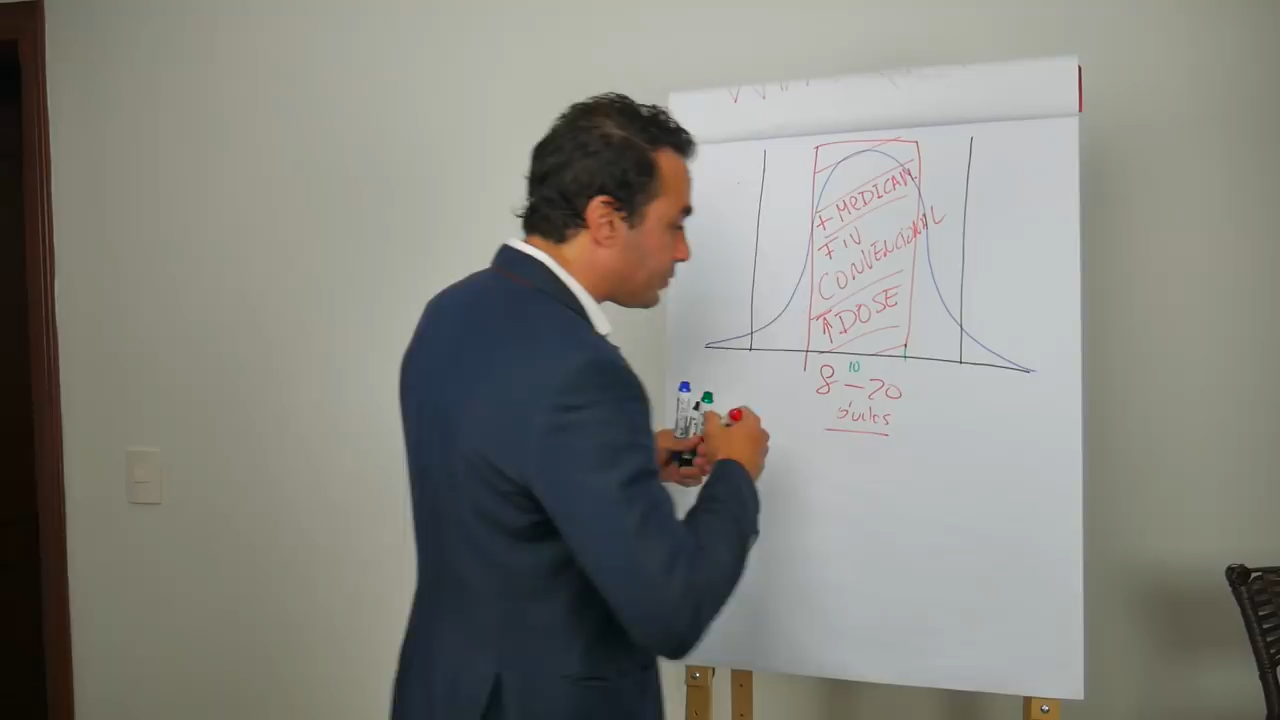 + MEDICAM.
FIV
CONVENCIONAL
↑ DOSE
10
8 – 20
óvulos